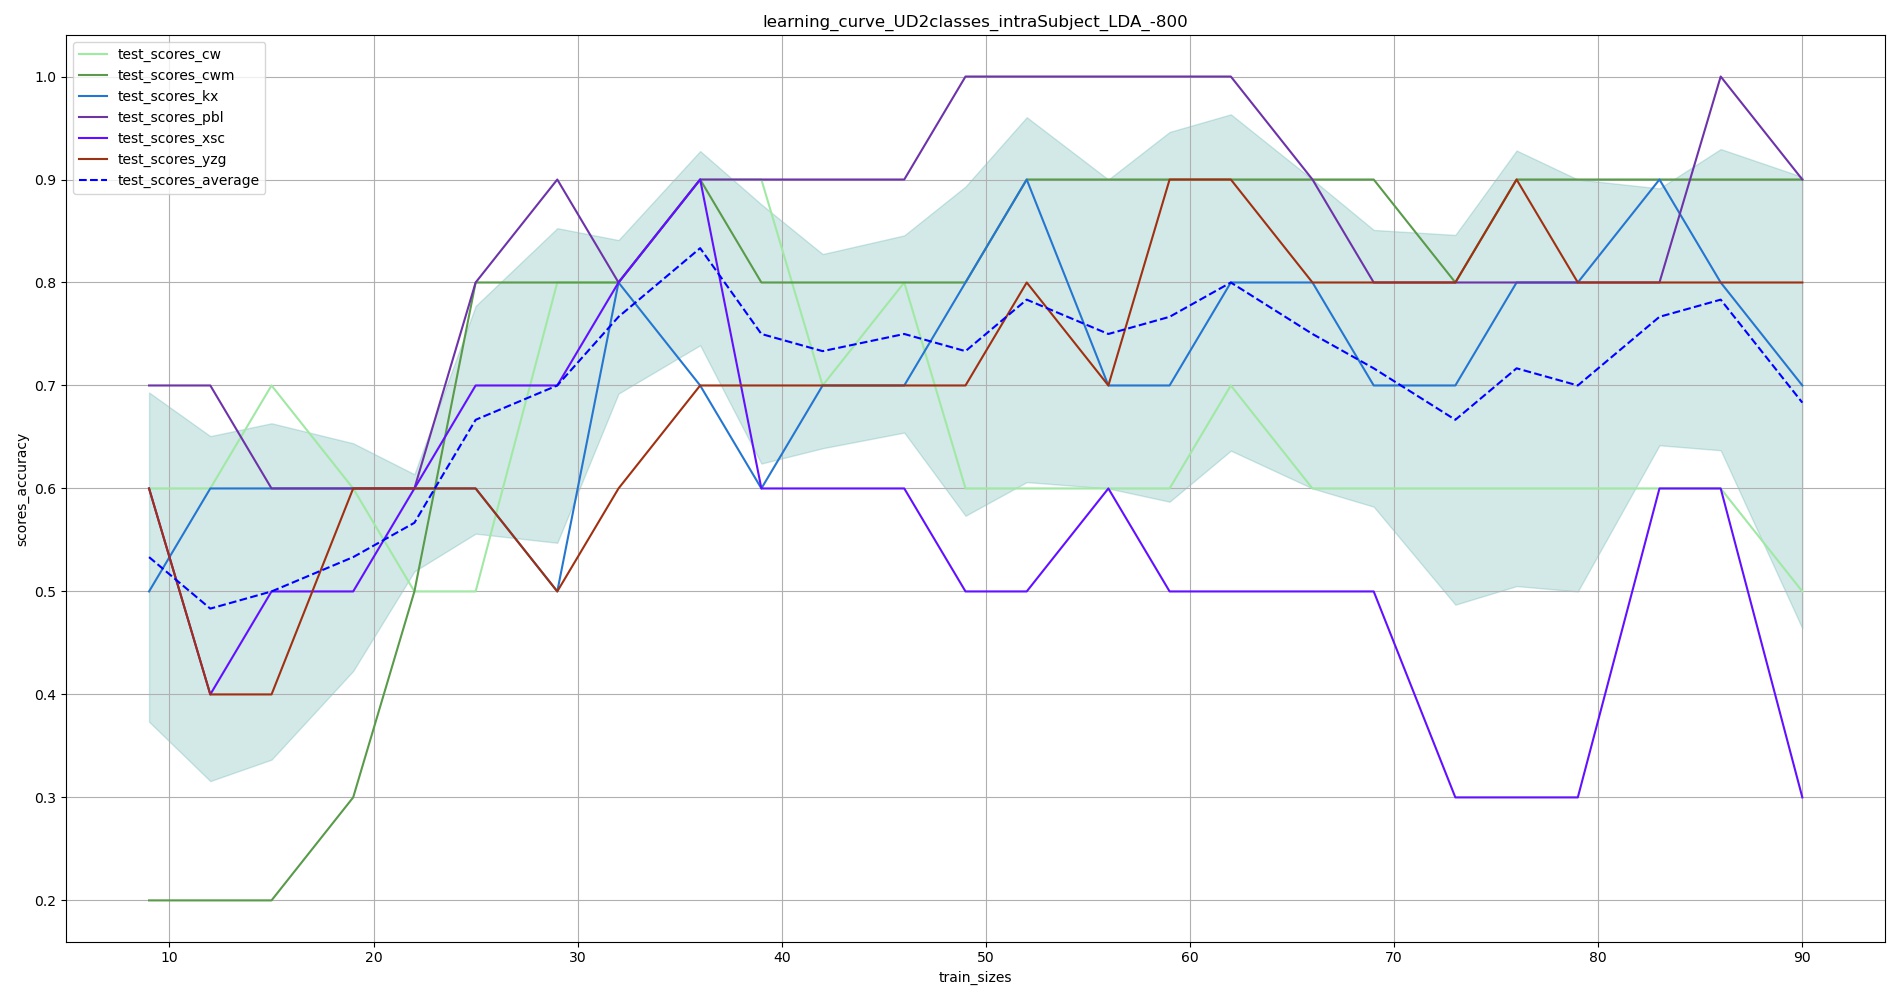 learning_curve_UD2classes_intraSubject_LDA_-800
test_scores_cw
test_scores_cwm
test_scores_kx
test_scores_pbl
test_scores_xsc
test_scores_yzg
test_scores_average
scores_accuracy
1.0
0.9
0.8
0.7
0.6
0.5
0.4
0.3
0.2
10 20 30 40 50 60 70 80 90
train_sizes